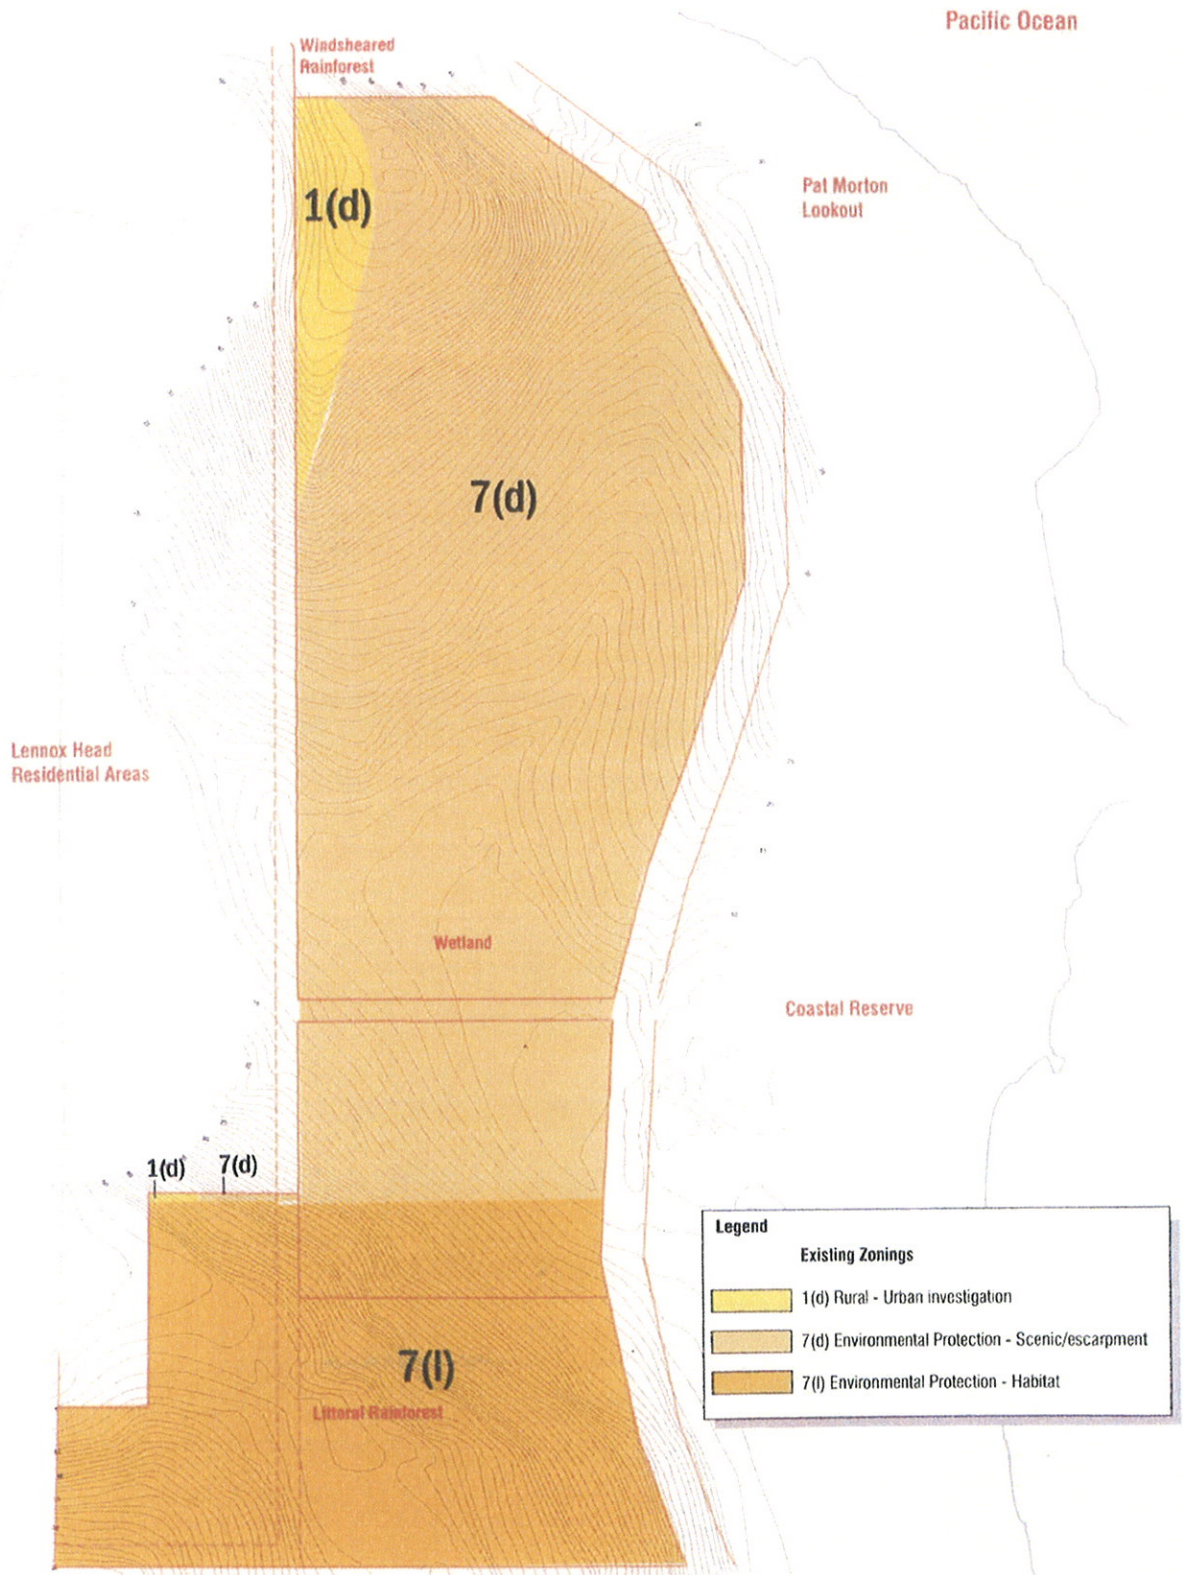 Pacific Ocean
Windsheared
Rainforest
1(d)
Pat Morton
Lookout
7(d)
Lennox Head
Residential Areas
Wetland
Coastal Reserve
1(d)
7(d)
Legend
Existing Zonings
1(d) Rural - Urban investigation
7(d) Environmental Protection - Scenic/escarpment
7(l) Environmental Protection - Habitat
7(l)
Littoral Rainforest